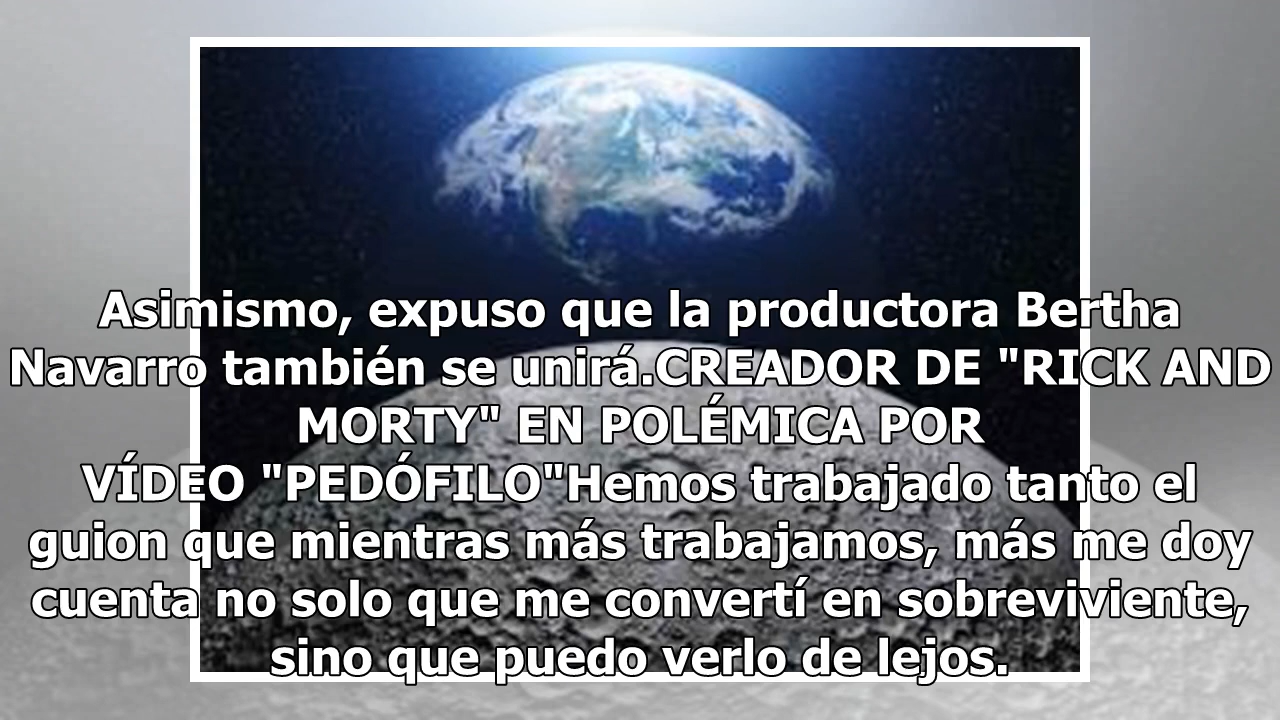 Asimismo, expuso que la productora Bertha
Navarro también se unirá.CREADOR DE "RICK AND
MORTY" EN POLÉMICA POR
VÍDEO "PEDÓFILO"Hemos trabajado tanto el
guion que mientras más trabajamos, más me doy
cuenta no solo que me convertí en sobreviviente,
sino que puedo verlo de lejos.